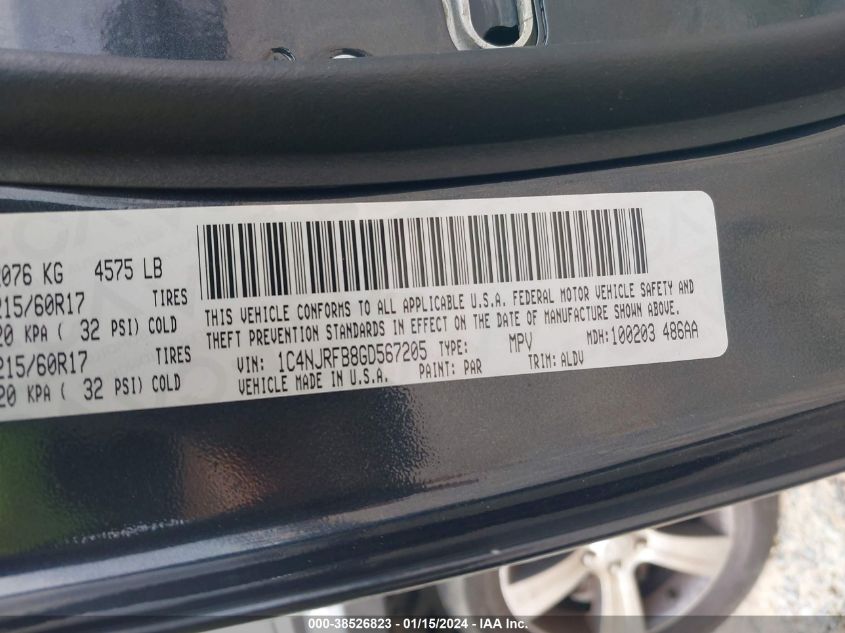 2076 KG 4575 LB
215/60R17 TIRES
20 KPA ( 32 PSI) COLD
215/60R17 TIRES
20 KPA ( 32 PSI) COLD
THIS VEHICLE CONFORMS TO ALL APPLICABLE U.S.A. FEDERAL MOTOR VEHICLE SAFETY AND
THEFT PREVENTION STANDARDS IN EFFECT ON THE DATE OF MANUFACTURE SHOWN ABOVE.
VIN: 1C4NJRFB8GD567205 TYPE: MPV MDH:100203 486AA
VEHICLE MADE IN U.S.A. PAINT: PAR TRIM: ALDV
000-38526823 - 01/15/2024 - IAA Inc.